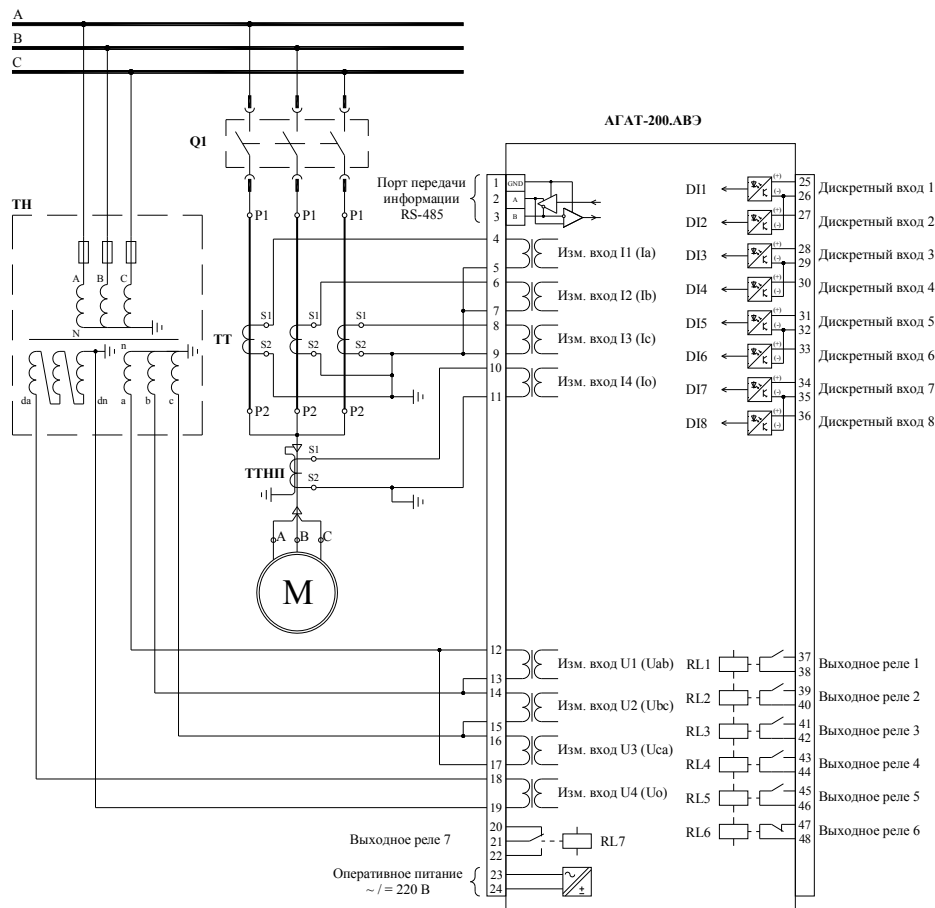 A
B
C
Q1
АГАТ-200.АВЭ
Порт передачи
информации
RS-485
1 GND
2 A
3 B
ТН
A B C
N
n
da dn a b c
P1 P1 P1
ТТ
S1 S1 S1
S2 S2 S2
P2 P2 P2
ТТНП
S1
S2
A B C
M
4
5
Изм. вход I1 (Ia)
6
7
Изм. вход I2 (Ib)
8
9
Изм. вход I3 (Ic)
10
11
Изм. вход I4 (Io)
12
13
Изм. вход U1 (Uab)
14
15
Изм. вход U2 (Ubc)
16
17
Изм. вход U3 (Uca)
18
19
Изм. вход U4 (Uo)
Выходное реле 7
20
21
22
RL7
Оперативное питание
~ / = 220 В
23
24
~
±
DI1 (+) (-) 25 26 Дискретный вход 1
DI2 (+) (-) 27 Дискретный вход 2
DI3 (+) (-) 28 29 Дискретный вход 3
DI4 (+) (-) 30 Дискретный вход 4
DI5 (+) (-) 31 32 Дискретный вход 5
DI6 (+) (-) 33 Дискретный вход 6
DI7 (+) (-) 34 35 Дискретный вход 7
DI8 (+) (-) 36 Дискретный вход 8
RL1 37 38 Выходное реле 1
RL2 39 40 Выходное реле 2
RL3 41 42 Выходное реле 3
RL4 43 44 Выходное реле 4
RL5 45 46 Выходное реле 5
RL6 47 48 Выходное реле 6